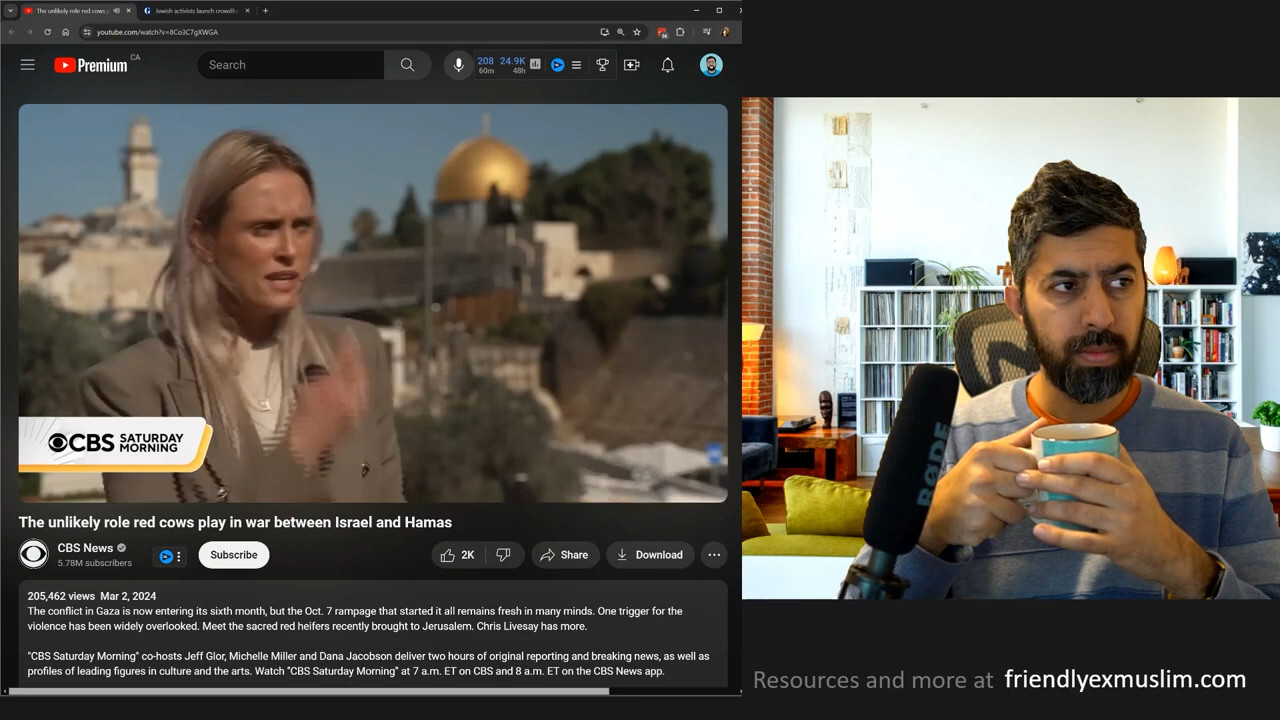 The unlikely role red cows
Jewish activists launch crowdfu
youtube.com/watch?v=8Co3C7gXWGA
Premium CA
Search
208 24.9K
60m 48h
CBS SATURDAY
MORNING
The unlikely role red cows play in war between Israel and Hamas
CBS News
5.78M subscribers
Subscribe
2K
Share
Download
205,462 views Mar 2, 2024
The conflict in Gaza is now entering its sixth month, but the Oct. 7 rampage that started it all remains fresh in many minds. One trigger for the
violence has been widely overlooked. Meet the sacred red heifers recently brought to Jerusalem. Chris Livesay has more.
"CBS Saturday Morning" co-hosts Jeff Glor, Michelle Miller and Dana Jacobson deliver two hours of original reporting and breaking news, as well as
profiles of leading figures in culture and the arts. Watch "CBS Saturday Morning" at 7 a.m. ET on CBS and 8 a.m. ET on the CBS News app.
RØDE
Resources and more at friendlyexmuslim.com